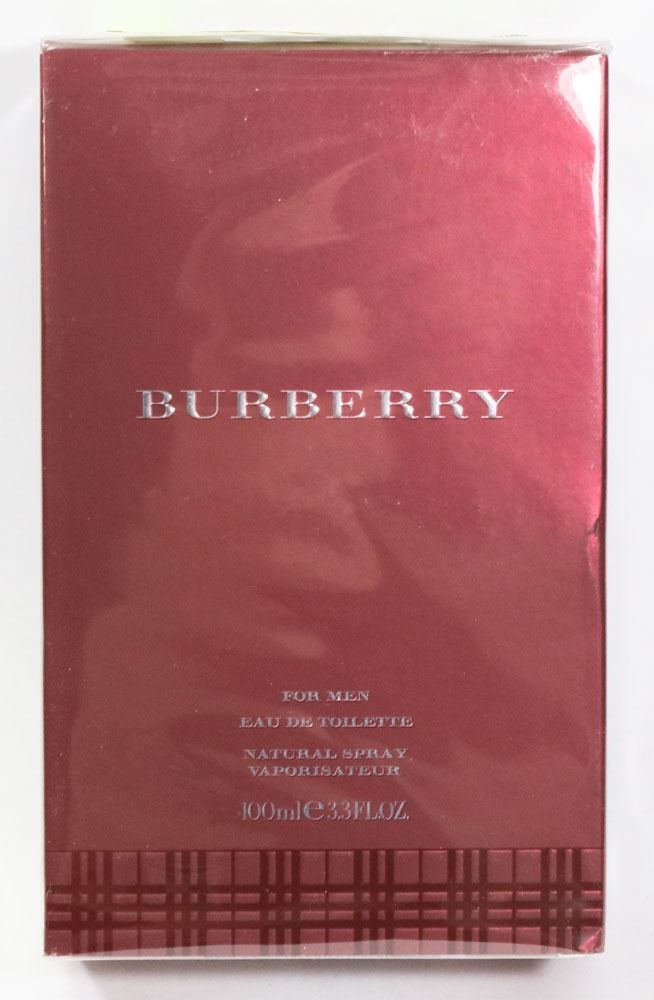 BURBERRY
FOR MEN
EAU DE TOILETTE
NATURAL SPRAY
VAPORISATEUR
100ml℮3.3FL.OZ.